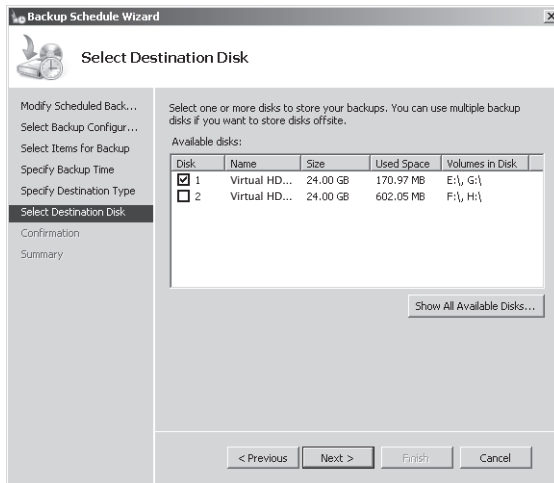 Backup Schedule Wizard
Select Destination Disk
Modify Scheduled Back...
Select Backup Configur...
Select Items for Backup
Specify Backup Time
Specify Destination Type
Select Destination Disk
Confirmation
Summary
Select one or more disks to store your backups. You can use multiple backup
disks if you want to store disks offsite.
Available disks:
Disk Name Size Used Space Volumes in Disk
1 Virtual HD... 24.00 GB 170.97 MB E:\, G:\
2 Virtual HD... 24.00 GB 602.05 MB F:\, H:\
Show All Available Disks...
< Previous Next > Finish Cancel